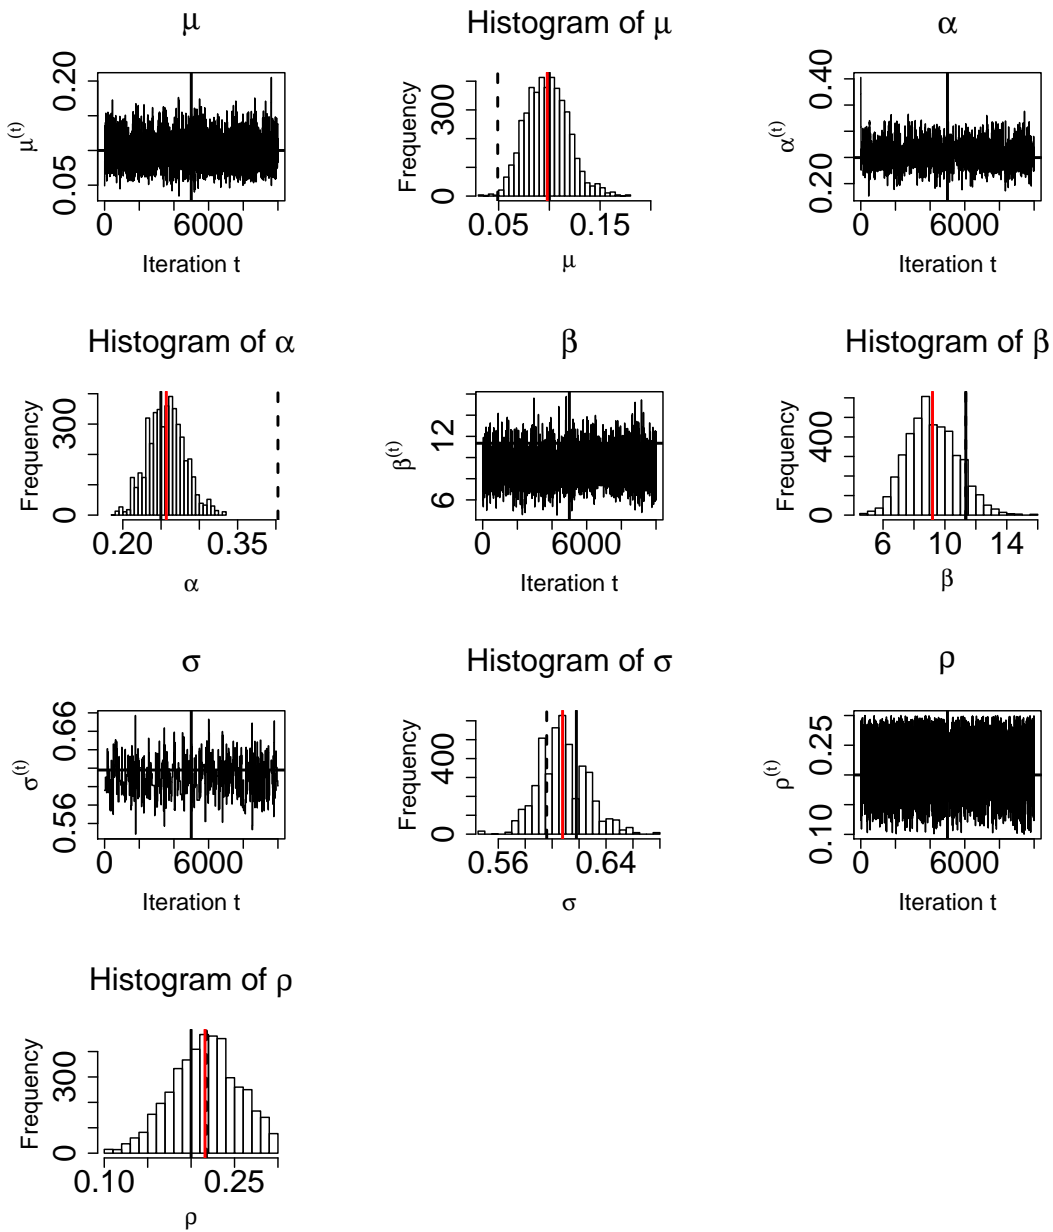 μ
μ(t)
0.05 0.20
0 6000
Iteration t
Histogram of μ
Frequency
0 300
0.05 0.15
μ
α
α(t)
0.20 0.40
0 6000
Iteration t
Histogram of α
Frequency
0 300
0.20 0.35
α
β
β(t)
6 12
0 6000
Iteration t
Histogram of β
Frequency
0 400
6 10 14
β
σ
σ(t)
0.56 0.66
0 6000
Iteration t
Histogram of σ
Frequency
0 400
0.56 0.64
σ
ρ
ρ(t)
0.10 0.25
0 6000
Iteration t
Histogram of ρ
Frequency
0 300
0.10 0.25
ρ